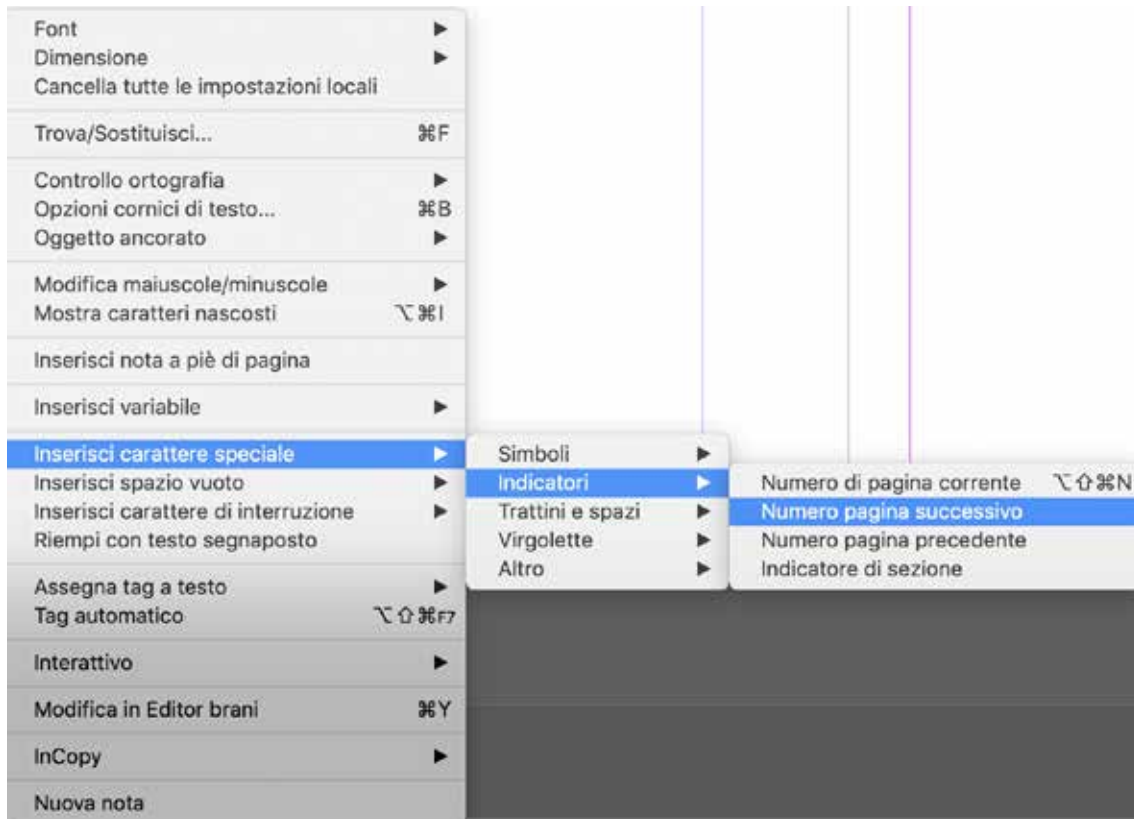 Font ▶
Dimensione ▶
Cancella tutte le impostazioni locali
Trova/Sostituisci... ⌘F
Controllo ortografia ▶
Opzioni cornici di testo... ⌘B
Oggetto ancorato ▶
Modifica maiuscole/minuscole ▶
Mostra caratteri nascosti ⌥⌘I
Inserisci nota a piè di pagina
Inserisci variabile ▶
Inserisci carattere speciale ▶
Inserisci spazio vuoto ▶
Inserisci carattere di interruzione ▶
Riempi con testo segnaposto
Assegna tag a testo ▶
Tag automatico ⌥⇧⌘F7
Interattivo ▶
Modifica in Editor brani ⌘Y
InCopy ▶
Nuova nota
Simboli ▶
Indicatori ▶
Trattini e spazi ▶
Virgolette ▶
Altro ▶
Numero di pagina corrente ⌥⇧⌘N
Numero pagina successivo
Numero pagina precedente
Indicatore di sezione